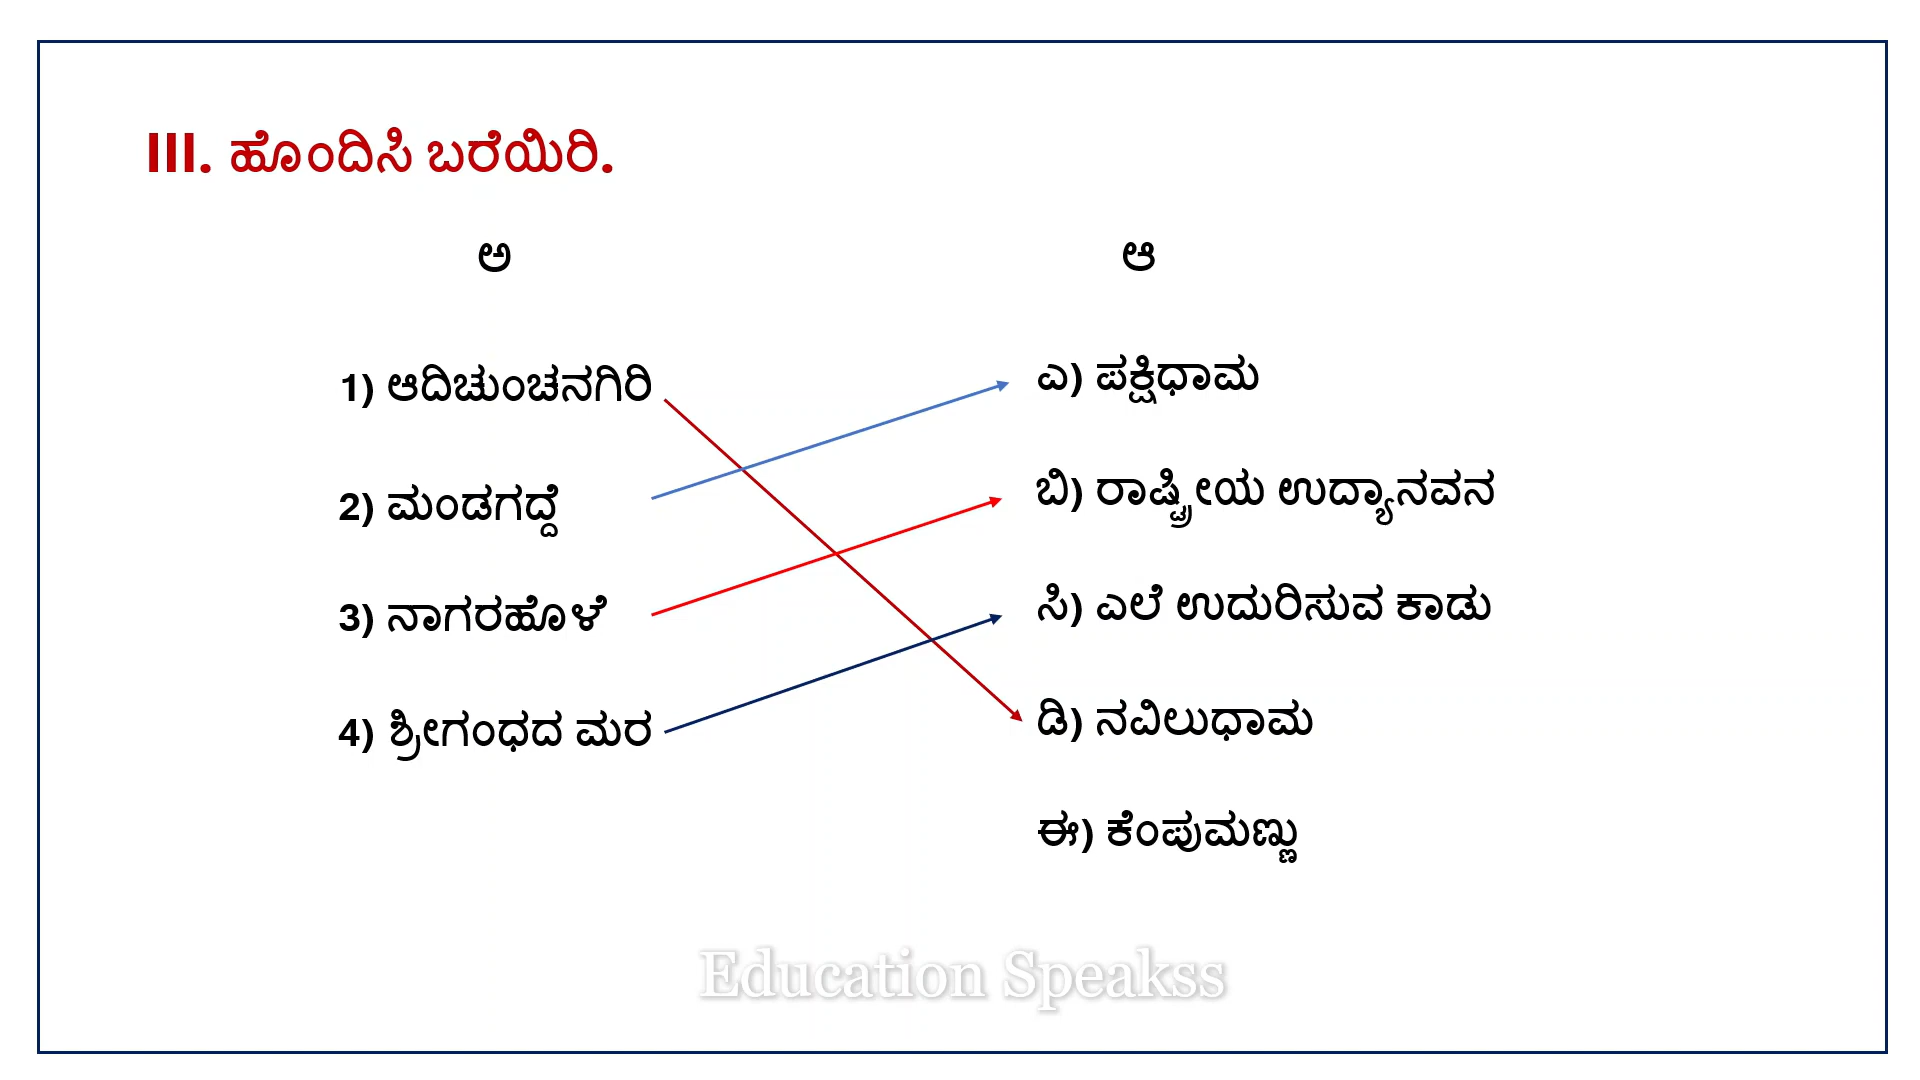 III. ಹೊಂದಿಸಿ ಬರೆಯಿರಿ.
ಅ ಆ
1) ಆದಿಚುಂಚನಗಿರಿ ಎ) ಪಕ್ಷಿಧಾಮ
2) ಮಂಡಗದ್ದೆ ಬಿ) ರಾಷ್ಟ್ರೀಯ ಉದ್ಯಾನವನ
3) ನಾಗರಹೊಳೆ ಸಿ) ಎಲೆ ಉದುರಿಸುವ ಕಾಡು
4) ಶ್ರೀಗಂಧದ ಮರ ಡಿ) ನವಿಲುಧಾಮ
ಈ) ಕೆಂಪುಮಣ್ಣು
Education Speakss